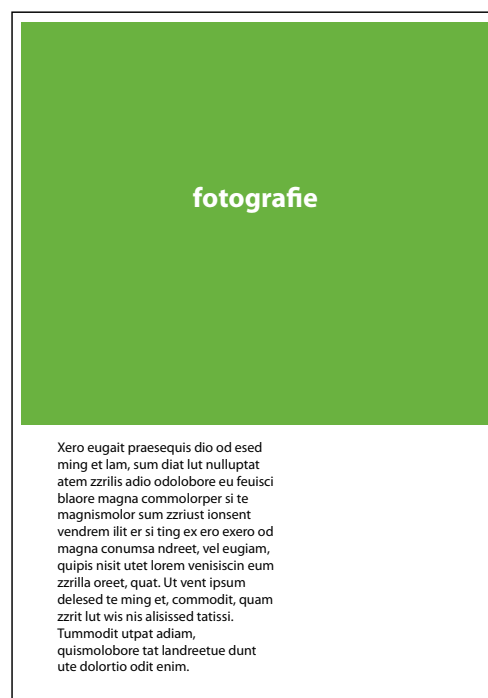 fotografie
Xero eugait praesequis dio od esed
ming et lam, sum diat lut nulluptat
atem zzrilis adio odolobore eu feuisci
blaore magna commolorper si te
magnismolor sum zzriust ionsent
vendrem ilit er si ting ex ero exero od
magna conumsa ndreet, vel eugiam,
quipis nisit utet lorem venisiscin eum
zzrilla oreet, quat. Ut vent ipsum
delesed te ming et, commodit, quam
zzrit lut wis nis alisissed tatissi.
Tummodit utpat adiam,
quismolobore tat landreetue dunt
ute dolortio odit enim.